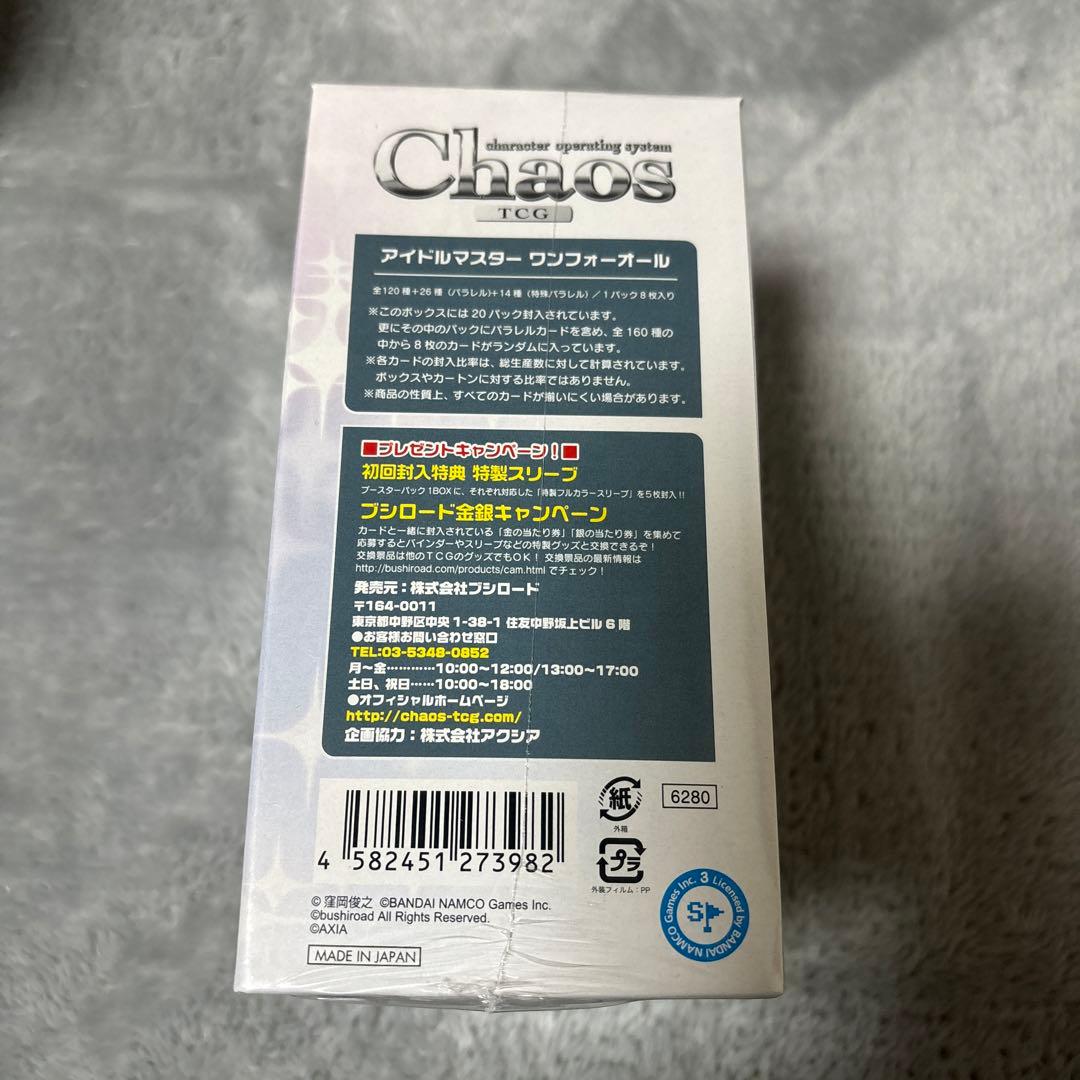 character operating system
Chaos
TCG
アイドルマスター ワンフォーオール
全120種+26種(パラレル)+14種(特殊パラレル)/1パック8枚入り
※このボックスには20パック封入されています。
更にその中のパックにパラレルカードを含め、全160種の
中から8枚のカードがランダムに入っています。
※各カードの封入比率は、総生産数に対して計算されています。
ボックスやカートンに対する比率ではありません。
※商品の性質上、すべてのカードが揃いにくい場合があります。
■プレゼントキャンペーン!■
初回封入特典 特製スリーブ
ブースターパック1BOXに、それぞれ対応した「特製フルカラースリーブ」を5枚封入!!
ブシロード金銀キャンペーン
カードと一緒に封入されている「金の当たり券」「銀の当たり券」を集めて
応募するとバインダーやスリーブなどの特製グッズと交換できるぞ!
交換景品は他のTCGのグッズでもOK! 交換景品の最新情報は
http://bushiroad.com/products/cam.html でチェック!
発売元:株式会社ブシロード
〒164-0011
東京都中野区中央1-38-1 住友中野坂上ビル6階
●お客様お問い合わせ窓口
TEL:03-5348-0852
月~金…………10:00~12:00/13:00~17:00
土日、祝日……10:00~18:00
●オフィシャルホームページ
http://chaos-tcg.com/
企画協力:株式会社アクシア
4 582451 273982
紙
外箱
6280
プラ
外装フィルム:PP
©窪岡俊之 ©BANDAI NAMCO Games Inc.
©bushiroad All Rights Reserved.
©AXIA
MADE IN JAPAN
SP
Licensed by BANDAI NAMCO Games Inc. 3